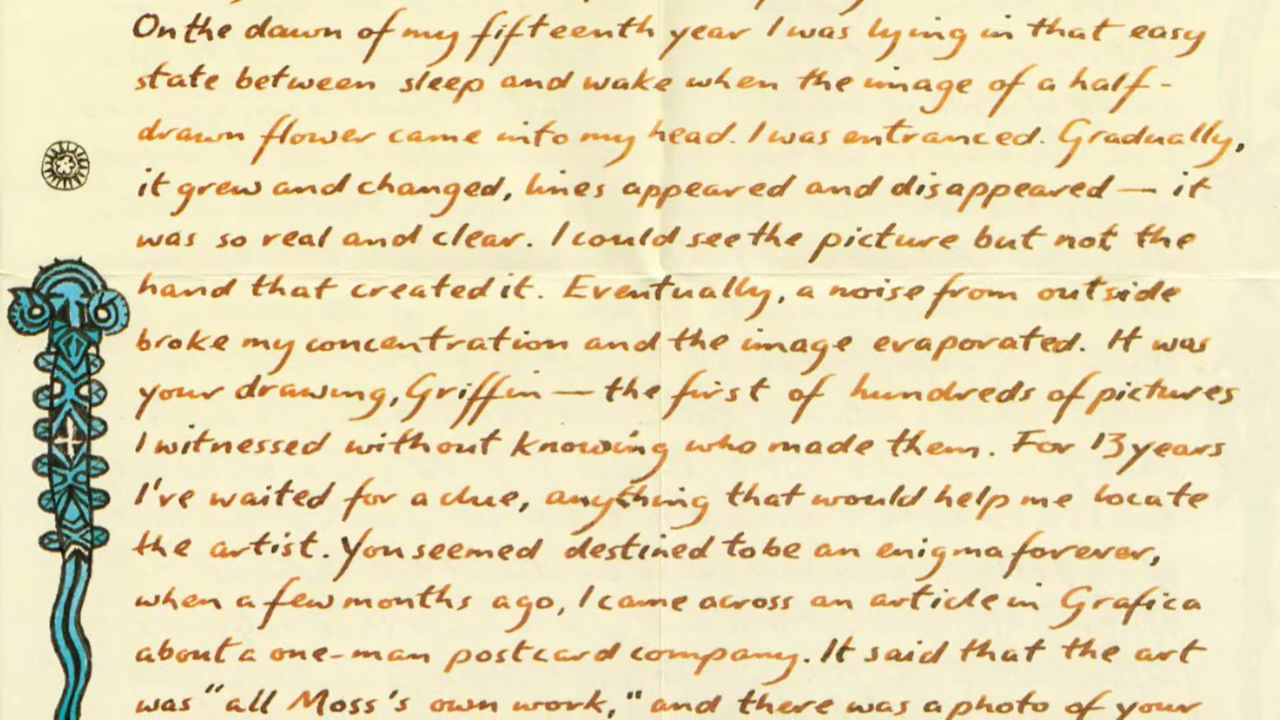 On the dawn of my fifteenth year I was lying in that easy
state between sleep and wake when the image of a half-
drawn flower came into my head. I was entranced. Gradually,
it grew and changed, lines appeared and disappeared — it
was so real and clear. I could see the picture but not the
hand that created it. Eventually, a noise from outside
broke my concentration and the image evaporated. It was
your drawing, Griffin — the first of hundreds of pictures
I witnessed without knowing who made them. For 13 years
I've waited for a clue, anything that would help me locate
the artist. You seemed destined to be an enigma forever,
when a few months ago, I came across an article in Grafica
about a one-man postcard company. It said that the art
was "all Moss's own work," and there was a photo of your